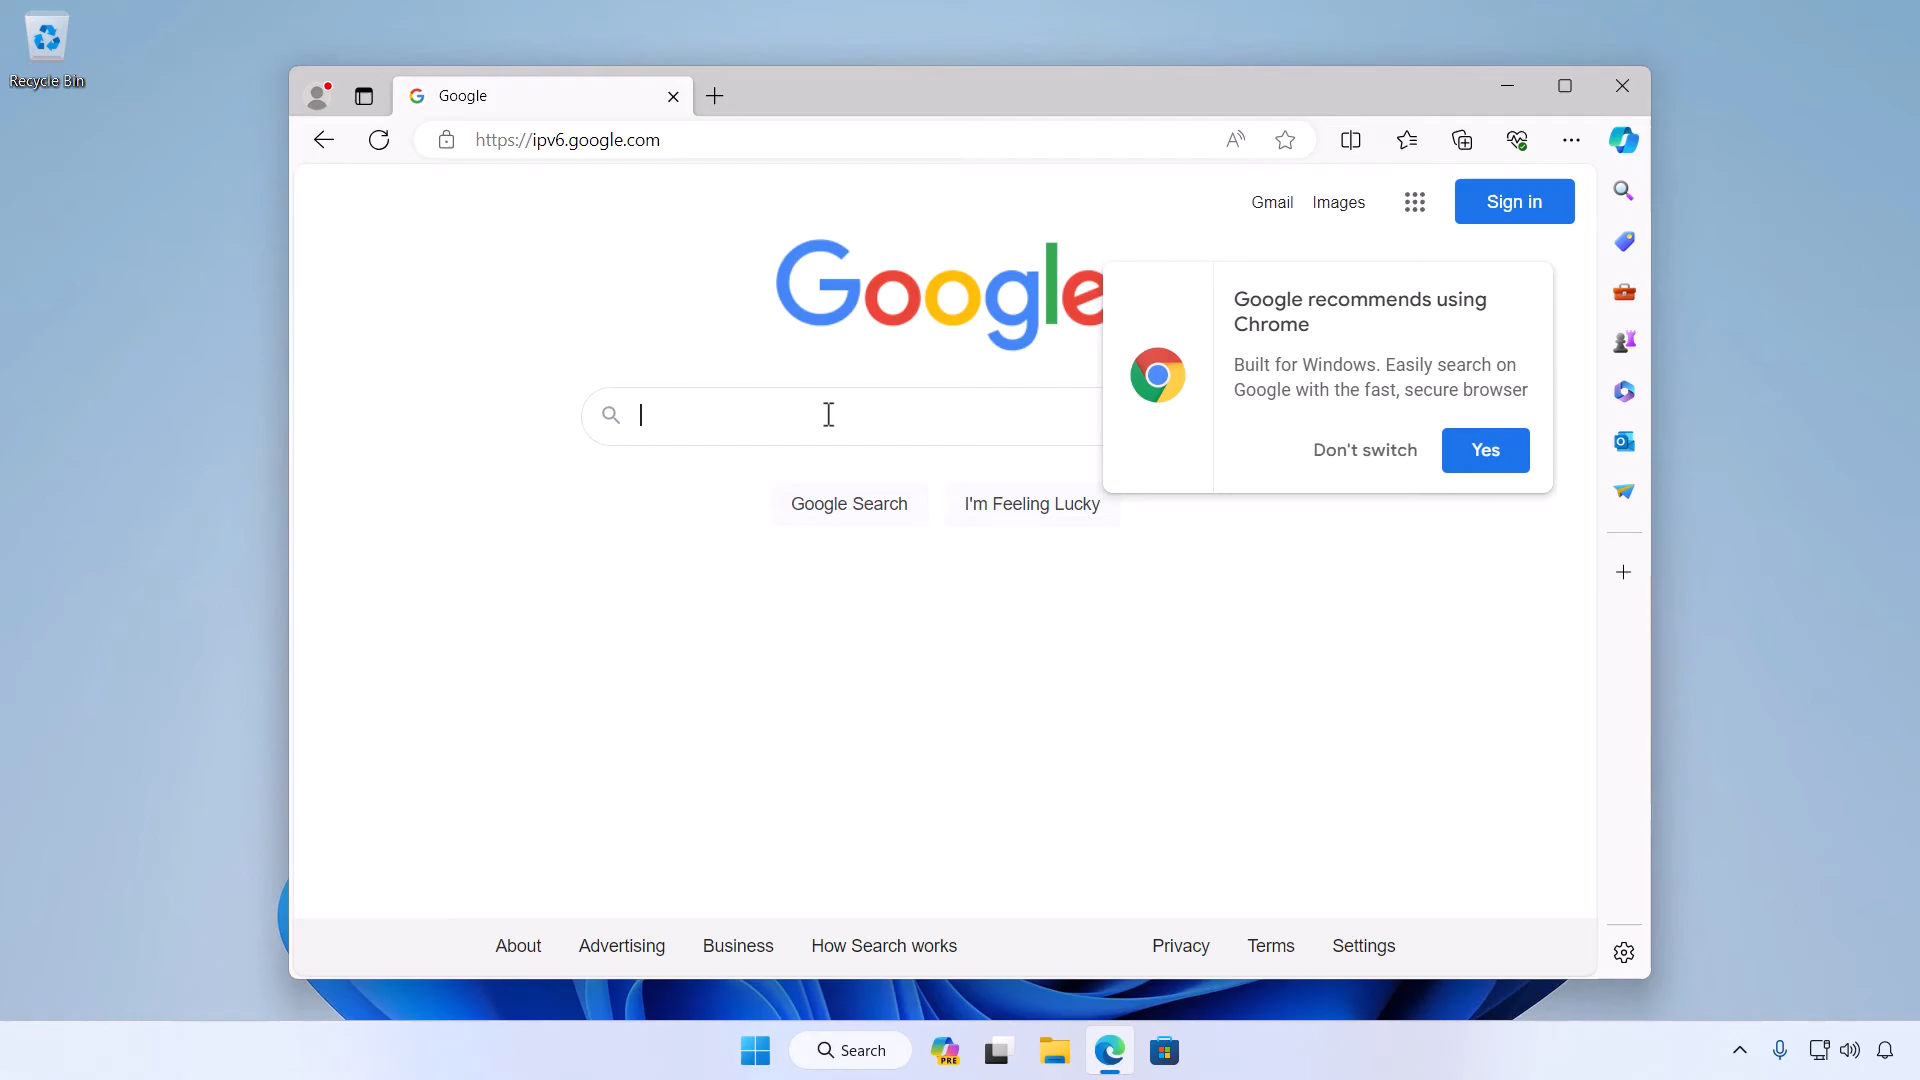 Recycle Bin
Google
https://ipv6.google.com
Gmail Images Sign in
Google
Google recommends using
Chrome
Built for Windows. Easily search on
Google with the fast, secure browser
Don't switch Yes
Google Search I'm Feeling Lucky
About Advertising Business How Search works Privacy Terms Settings
Search
PRE